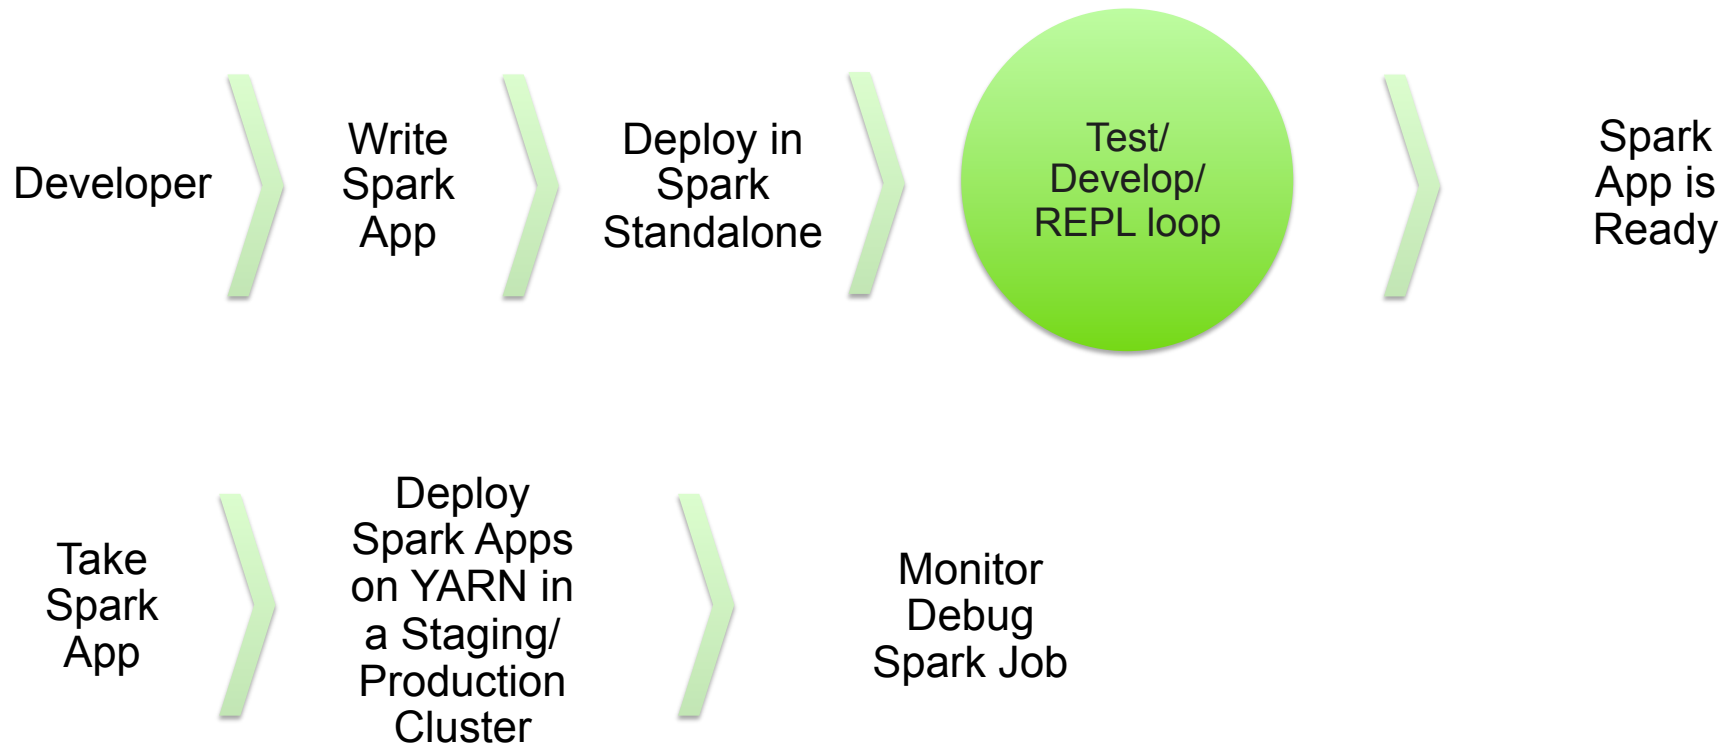 Developer
Write
Spark
App
Deploy in
Spark
Standalone
Test/
Develop/
REPL loop
Spark
App is
Ready
Take
Spark
App
Deploy
Spark Apps
on YARN in
a Staging/
Production
Cluster
Monitor
Debug
Spark Job